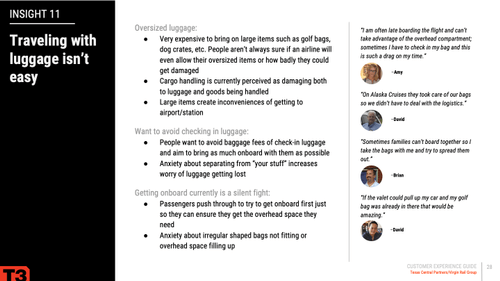 INSIGHT 11
Traveling with
luggage isn't
easy
Oversized luggage:
● Very expensive to bring on large items such as golf bags,
dog crates, etc. People aren't always sure if an airline will
even allow their oversized items or how badly they could
get damaged
● Cargo handling is currently perceived as damaging both
to luggage and goods being handled
● Large items create inconveniences of getting to
airport/station
Want to avoid checking in luggage:
● People want to avoid baggage fees of check-in luggage
and aim to bring as much onboard with them as possible
● Anxiety about separating from "your stuff" increases
worry of luggage getting lost
Getting onboard currently is a silent fight:
● Passengers push through to try to get onboard first just
so they can ensure they get the overhead space they
need
● Anxiety about irregular shaped bags not fitting or
overhead space filling up
"I am often late boarding the flight and can't
take advantage of the overhead compartment;
sometimes I have to check in my bag and this
is such a drag on my time."
-Amy
"On Alaska Cruises they took care of our bags
so we didn't have to deal with the logistics."
-David
"Sometimes families can't board together so I
take the bags with me and try to spread them
out."
-Brian
"If the valet could pull up my car and my golf
bag was already in there that would be
amazing."
-David
T3
CUSTOMER EXPERIENCE GUIDE
Texas Central Partners/Virgin Rail Group